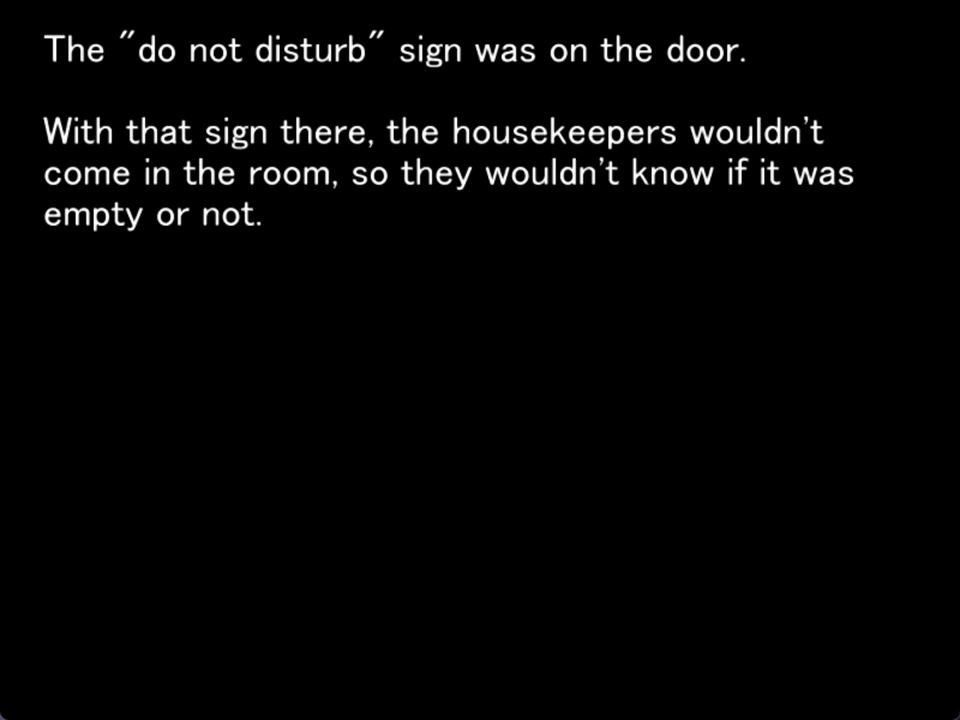 The "do not disturb" sign was on the door.
With that sign there, the housekeepers wouldn't
come in the room, so they wouldn't know if it was
empty or not.